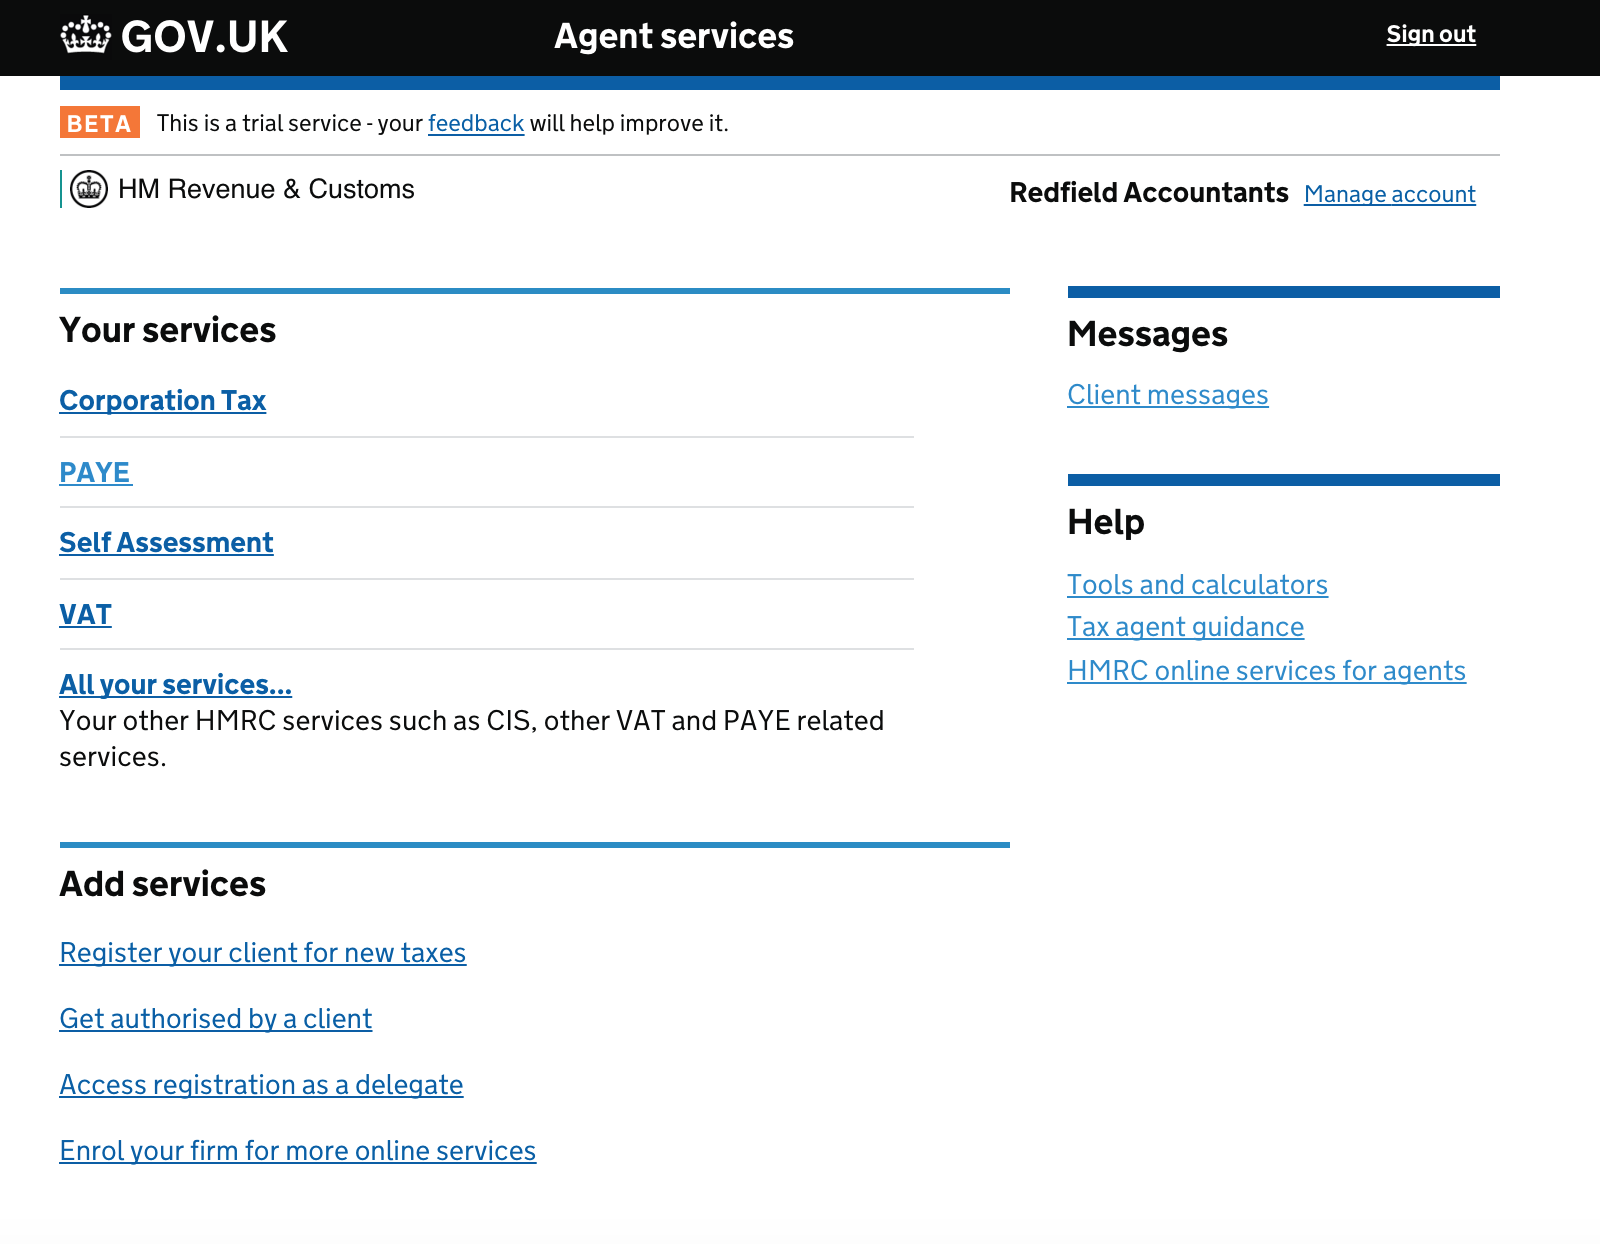 GOV.UK
Agent services
Sign out
BETA This is a trial service - your feedback will help improve it.
HM Revenue & Customs
Redfield Accountants Manage account
Your services
Corporation Tax
PAYE
Self Assessment
VAT
All your services...
Your other HMRC services such as CIS, other VAT and PAYE related
services.
Messages
Client messages
Help
Tools and calculators
Tax agent guidance
HMRC online services for agents
Add services
Register your client for new taxes
Get authorised by a client
Access registration as a delegate
Enrol your firm for more online services